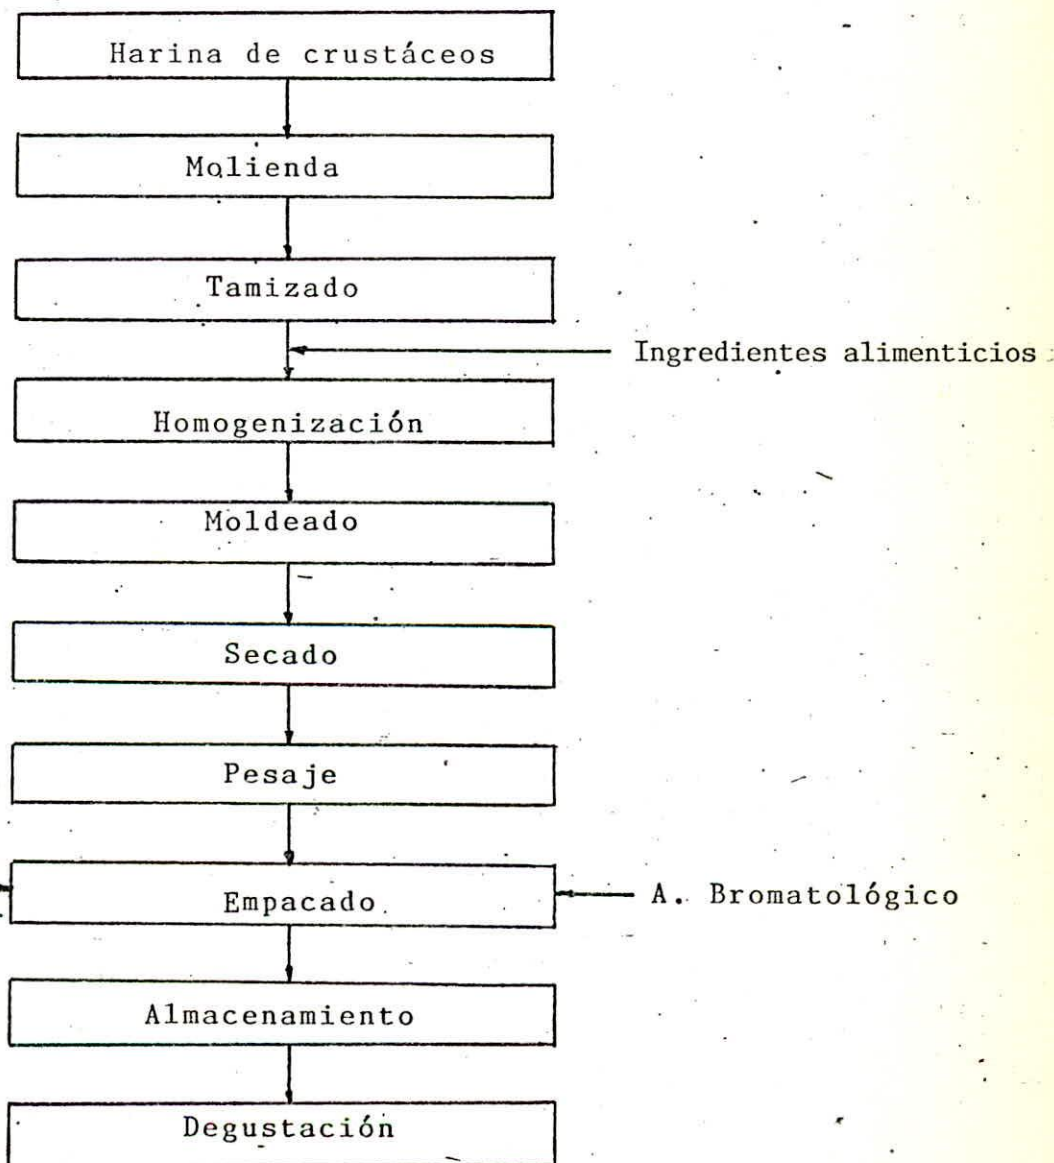 Harina de crustáceos
Molienda
Tamizado
Ingredientes alimenticios
Homogenización
Moldeado
Secado
Pesaje
Empacado
A. Bromatológico
Almacenamiento
Degustación